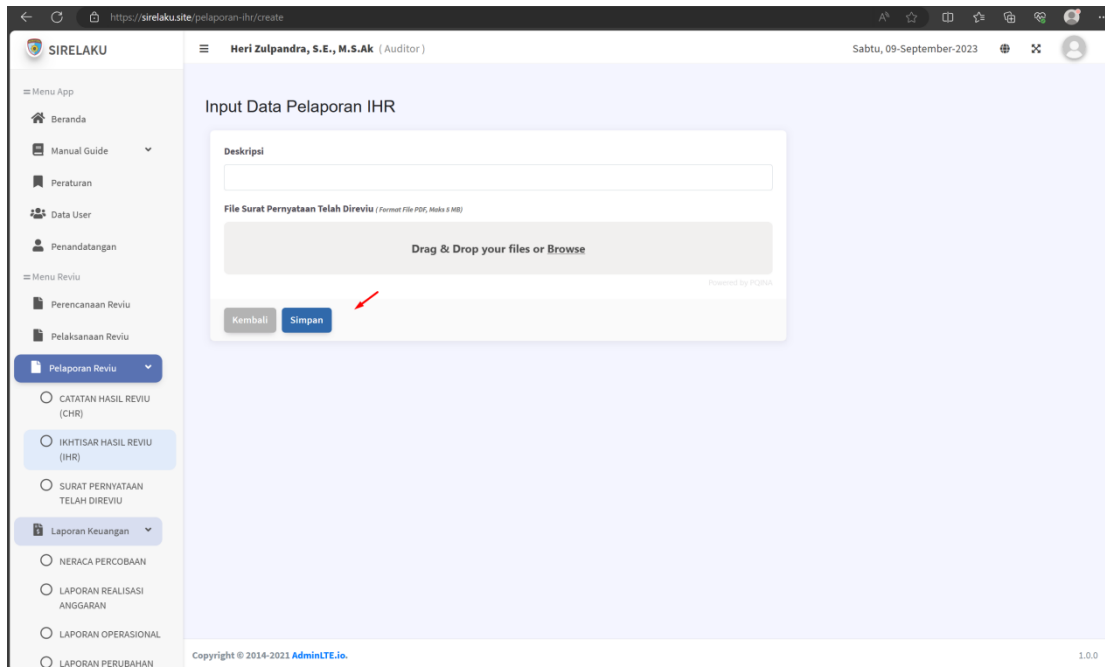 https://sirelaku.site/pelaporan-ihr/create
SIRELAKU
Heri Zulpandra, S.E., M.S.Ak ( Auditor )
Sabtu, 09-September-2023
Menu App
Beranda
Manual Guide
Peraturan
Data User
Penandatangan
Menu Reviu
Perencanaan Reviu
Pelaksanaan Reviu
Pelaporan Reviu
CATATAN HASIL REVIU
(CHR)
IKHTISAR HASIL REVIU
(IHR)
SURAT PERNYATAAN
TELAH DIREVIU
Laporan Keuangan
NERACA PERCOBAAN
LAPORAN REALISASI
ANGGARAN
LAPORAN OPERASIONAL
LAPORAN PERUBAHAN
Input Data Pelaporan IHR
Deskripsi
File Surat Pernyataan Telah Direviu ( Format File PDF, Maks 5 MB)
Drag & Drop your files or Browse
Powered by PQINA
Kembali
Simpan
Copyright © 2014-2021 AdminLTE.io.
1.0.0